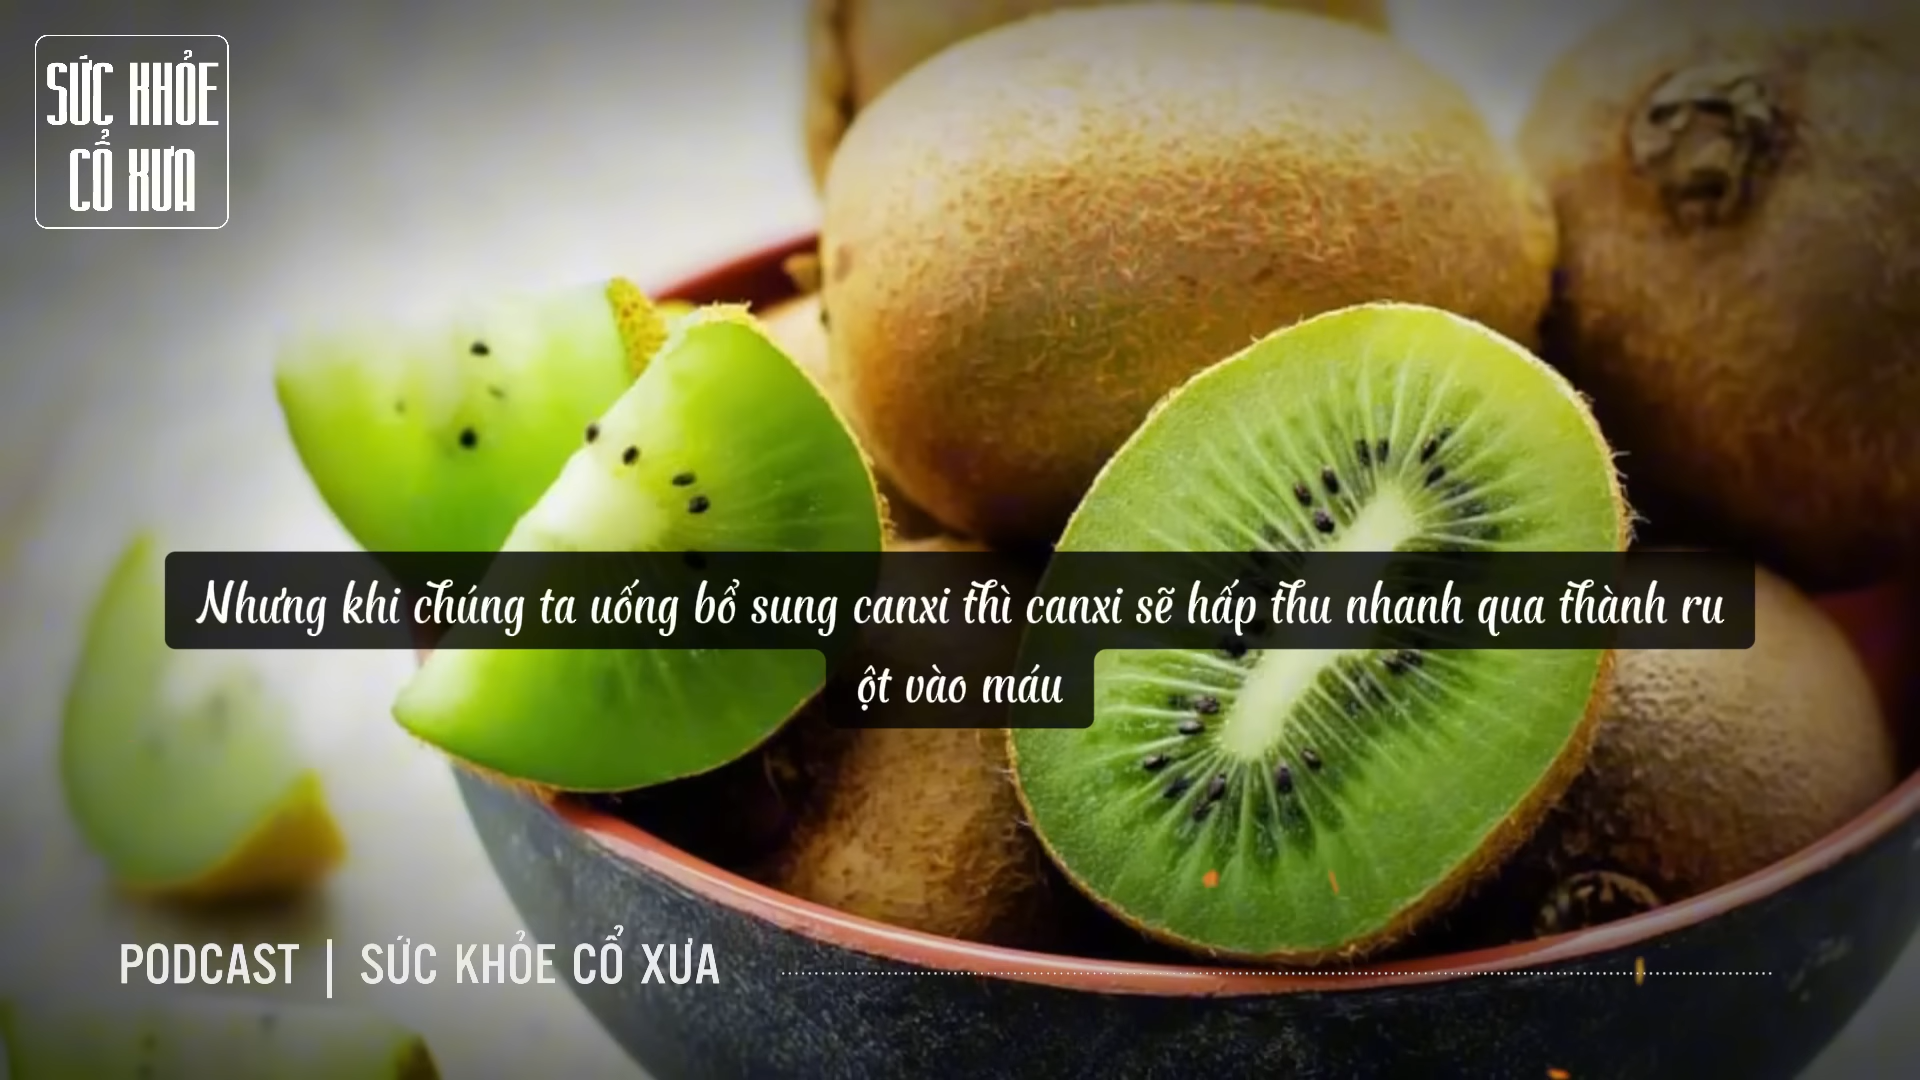 SỨC KHỎE
CỔ XƯA
Nhưng khi chúng ta uống bổ sung canxi thì canxi sẽ hấp thu nhanh qua thành ru
ột vào máu
PODCAST | SỨC KHỎE CỔ XƯA